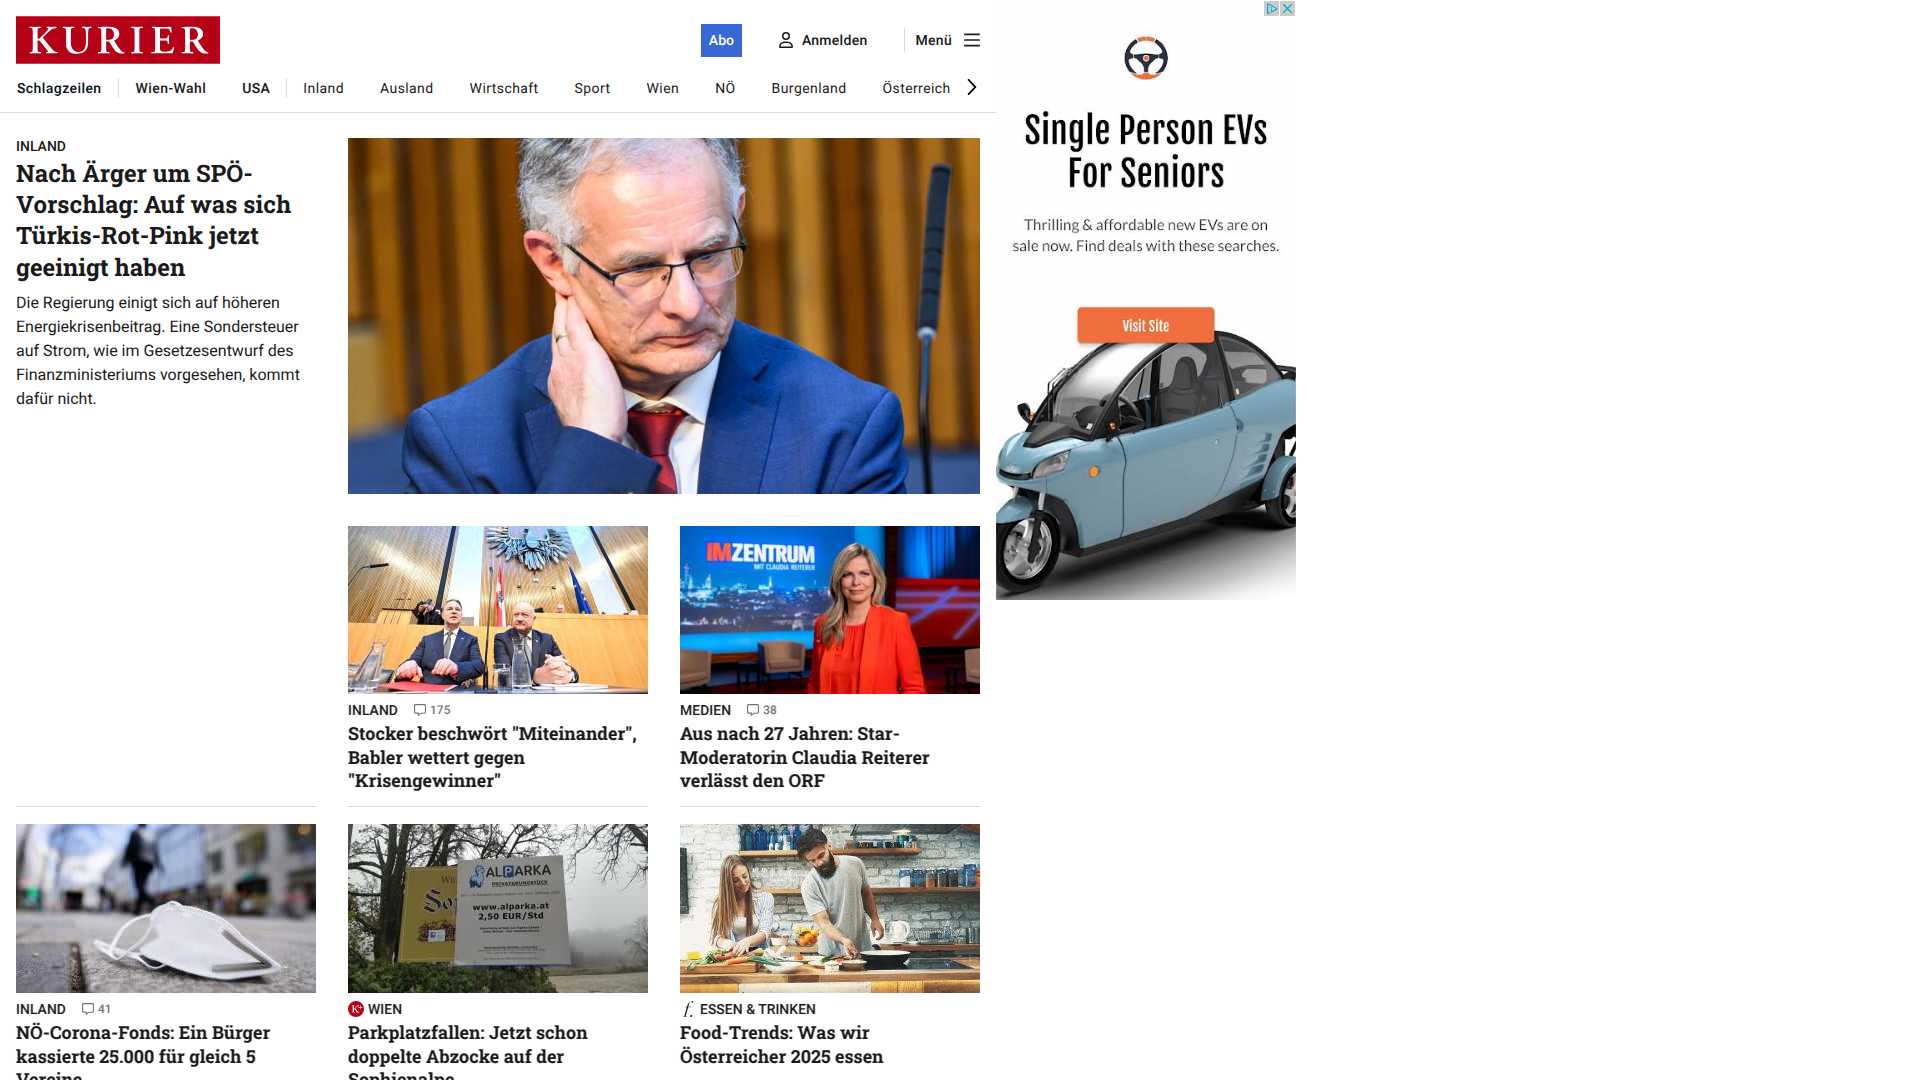 KURIER
Abo
Anmelden
Menü
Schlagzeilen
Wien-Wahl
USA
Inland
Ausland
Wirtschaft
Sport
Wien
NÖ
Burgenland
Österreich
INLAND
Nach Ärger um SPÖ-
Vorschlag: Auf was sich
Türkis-Rot-Pink jetzt
geeinigt haben
Die Regierung einigt sich auf höheren
Energiekrisenbeitrag. Eine Sondersteuer
auf Strom, wie im Gesetzesentwurf des
Finanzministeriums vorgesehen, kommt
dafür nicht.
Single Person EVs
For Seniors
Thrilling & affordable new EVs are on
sale now. Find deals with these searches.
Visit Site
INLAND 175
Stocker beschwört "Miteinander",
Babler wettert gegen
"Krisengewinner"
IMZENTRUM
MIT CLAUDIA REITERER
MEDIEN 38
Aus nach 27 Jahren: Star-
Moderatorin Claudia Reiterer
verlässt den ORF
INLAND 41
NÖ-Corona-Fonds: Ein Bürger
kassierte 25.000 für gleich 5
Vereine
ALPARKA
www.alparka.at
2,50 EUR/Std
K+ WIEN
Parkplatzfallen: Jetzt schon
doppelte Abzocke auf der
Sophienalpe
f. ESSEN & TRINKEN
Food-Trends: Was wir
Österreicher 2025 essen